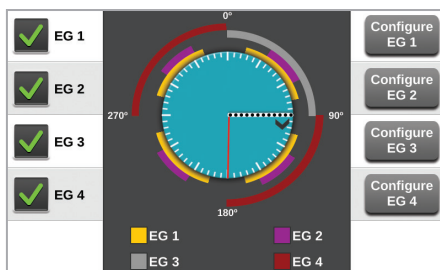 EG 1
EG 2
EG 3
EG 4
0°
90°
180°
270°
EG 1
EG 2
EG 3
EG 4
Configure
EG 1
Configure
EG 2
Configure
EG 3
Configure
EG 4